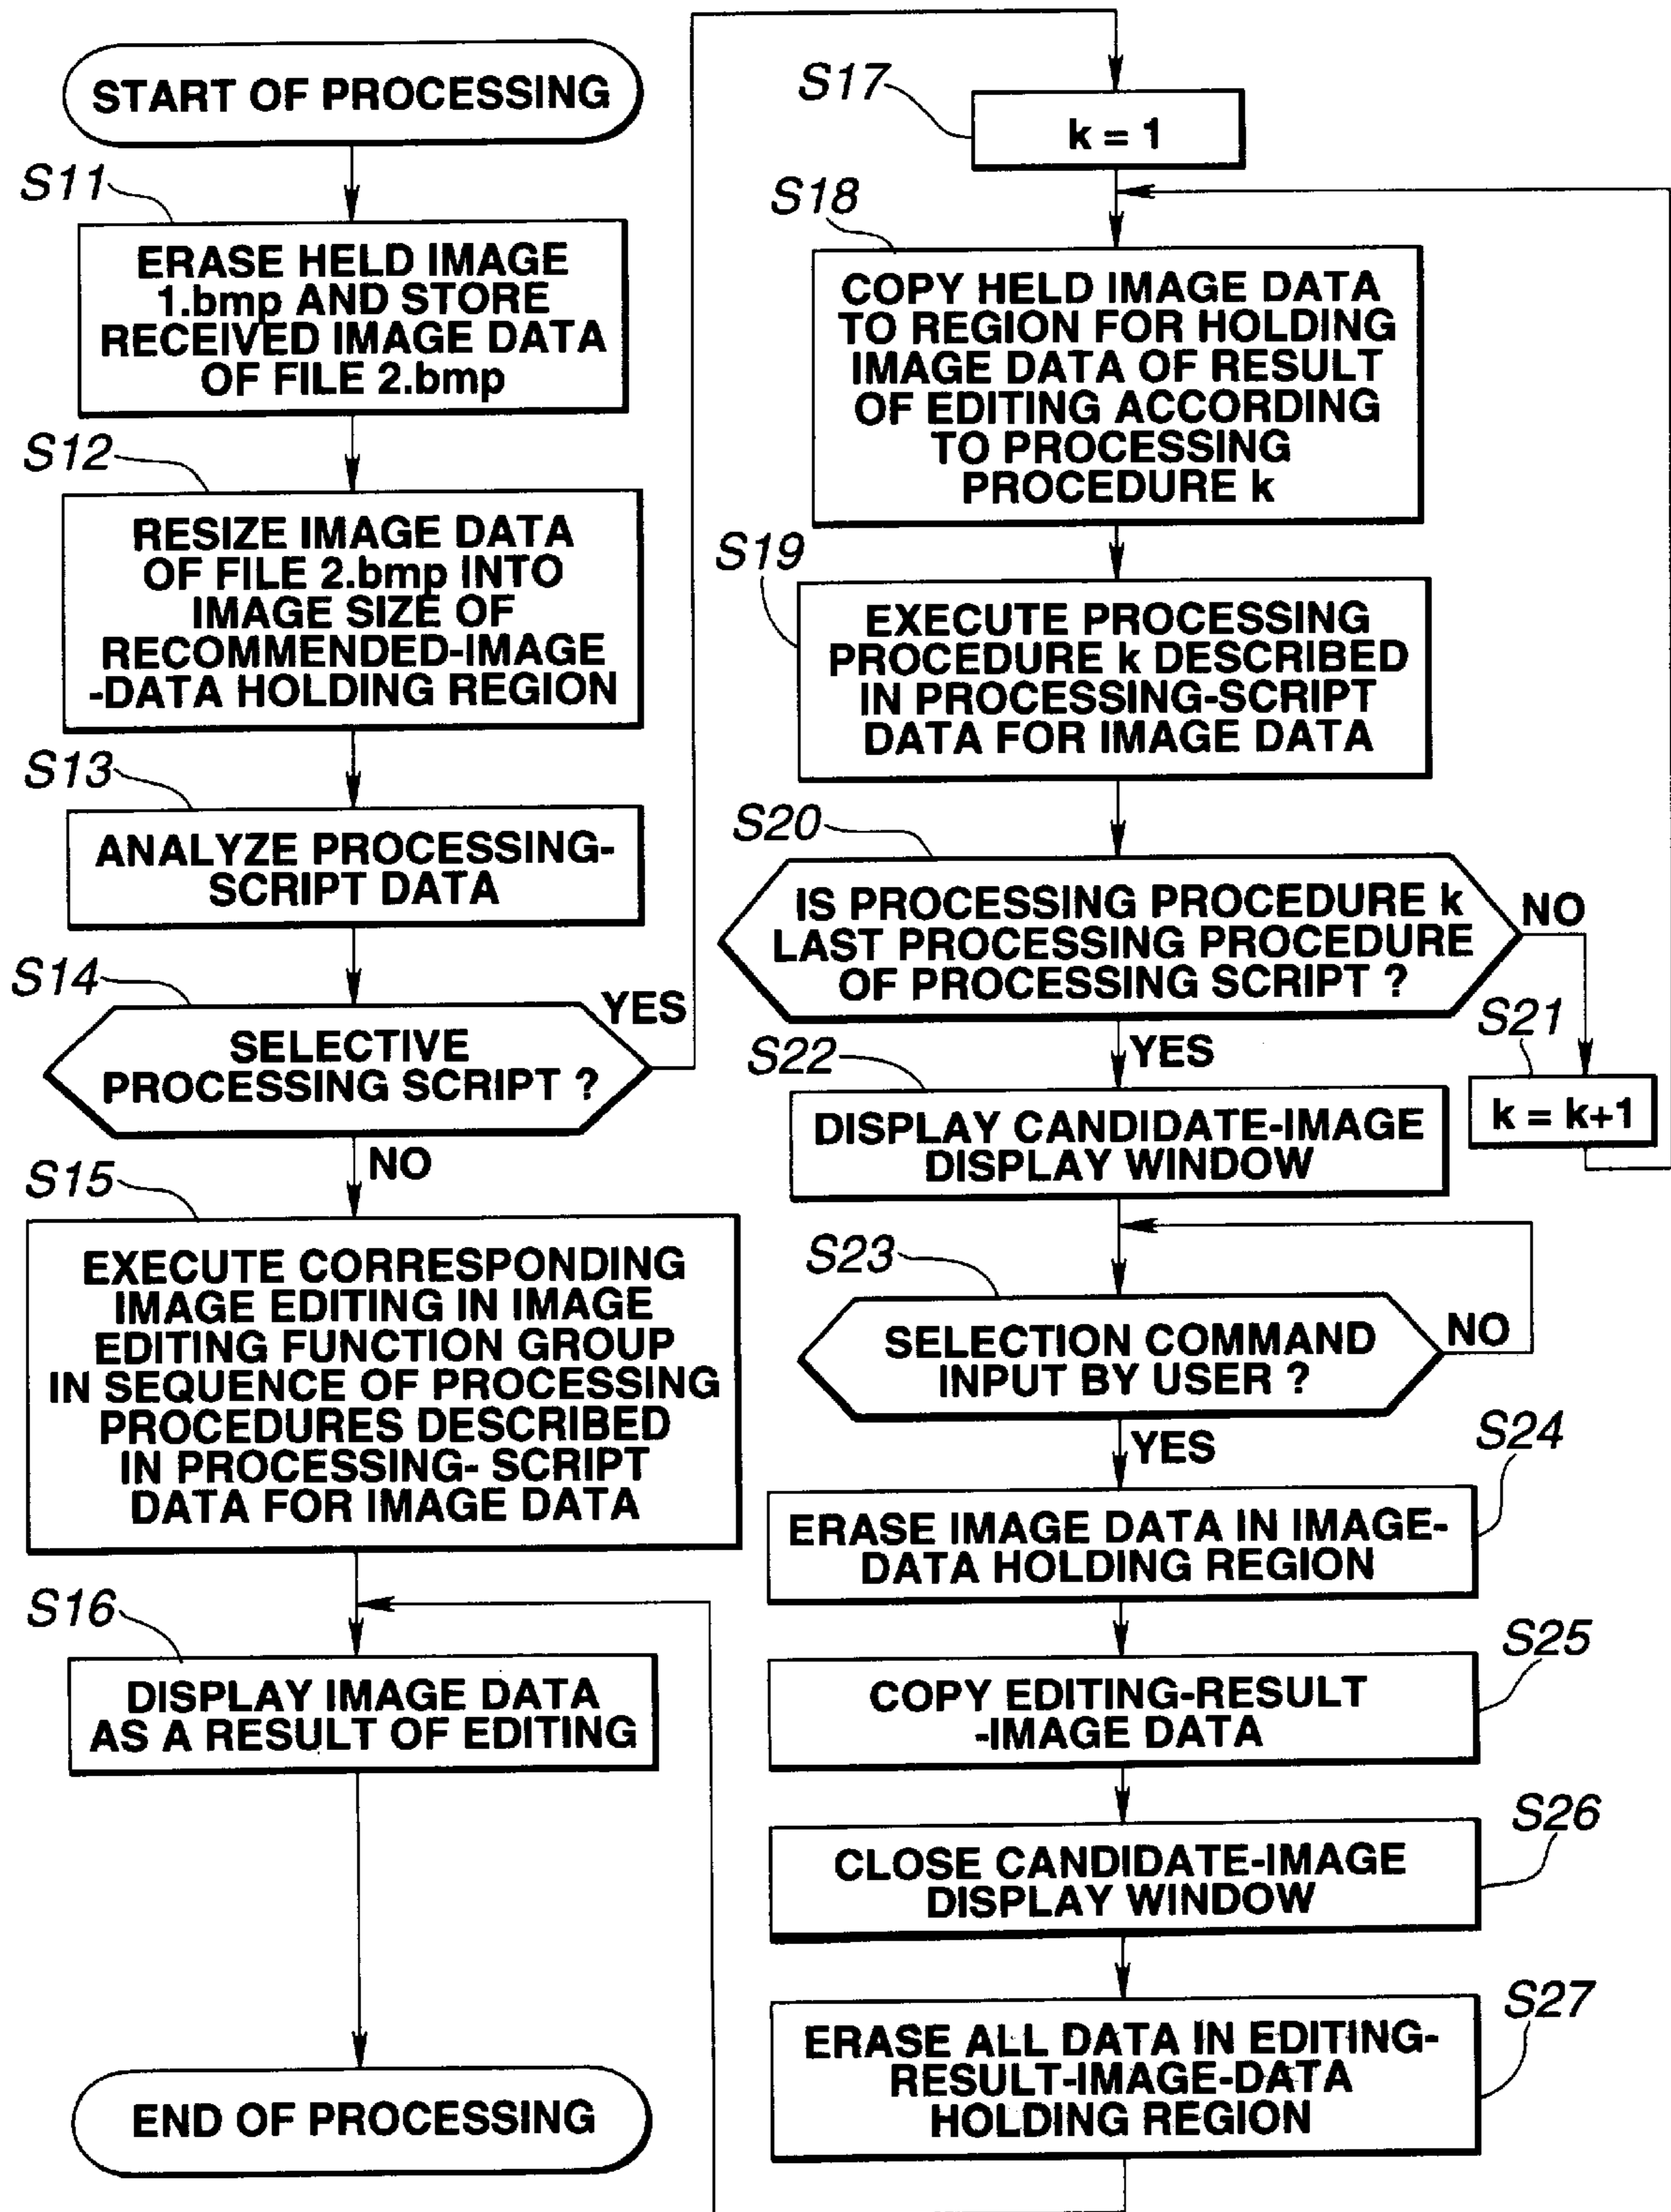 START OF PROCESSING
S11
ERASE HELD IMAGE
1.bmp AND STORE
RECEIVED IMAGE DATA
OF FILE 2.bmp
S12
RESIZE IMAGE DATA
OF FILE 2.bmp INTO
IMAGE SIZE OF
RECOMMENDED-IMAGE
-DATA HOLDING REGION
S13
ANALYZE PROCESSING-
SCRIPT DATA
S14
SELECTIVE
PROCESSING SCRIPT ?
YES
NO
S15
EXECUTE CORRESPONDING
IMAGE EDITING IN IMAGE
EDITING FUNCTION GROUP
IN SEQUENCE OF PROCESSING
PROCEDURES DESCRIBED
IN PROCESSING- SCRIPT
DATA FOR IMAGE DATA
S16
DISPLAY IMAGE DATA
AS A RESULT OF EDITING
END OF PROCESSING
S17
k = 1
S18
COPY HELD IMAGE DATA
TO REGION FOR HOLDING
IMAGE DATA OF RESULT
OF EDITING ACCORDING
TO PROCESSING
PROCEDURE k
S19
EXECUTE PROCESSING
PROCEDURE k DESCRIBED
IN PROCESSING-SCRIPT
DATA FOR IMAGE DATA
S20
IS PROCESSING PROCEDURE k
LAST PROCESSING PROCEDURE
OF PROCESSING SCRIPT ?
NO
YES
S21
k = k+1
S22
DISPLAY CANDIDATE-IMAGE
DISPLAY WINDOW
S23
SELECTION COMMAND
INPUT BY USER ?
NO
YES
S24
ERASE IMAGE DATA IN IMAGE-
DATA HOLDING REGION
S25
COPY EDITING-RESULT
-IMAGE DATA
S26
CLOSE CANDIDATE-IMAGE
DISPLAY WINDOW
S27
ERASE ALL DATA IN EDITING-
RESULT-IMAGE-DATA
HOLDING REGION